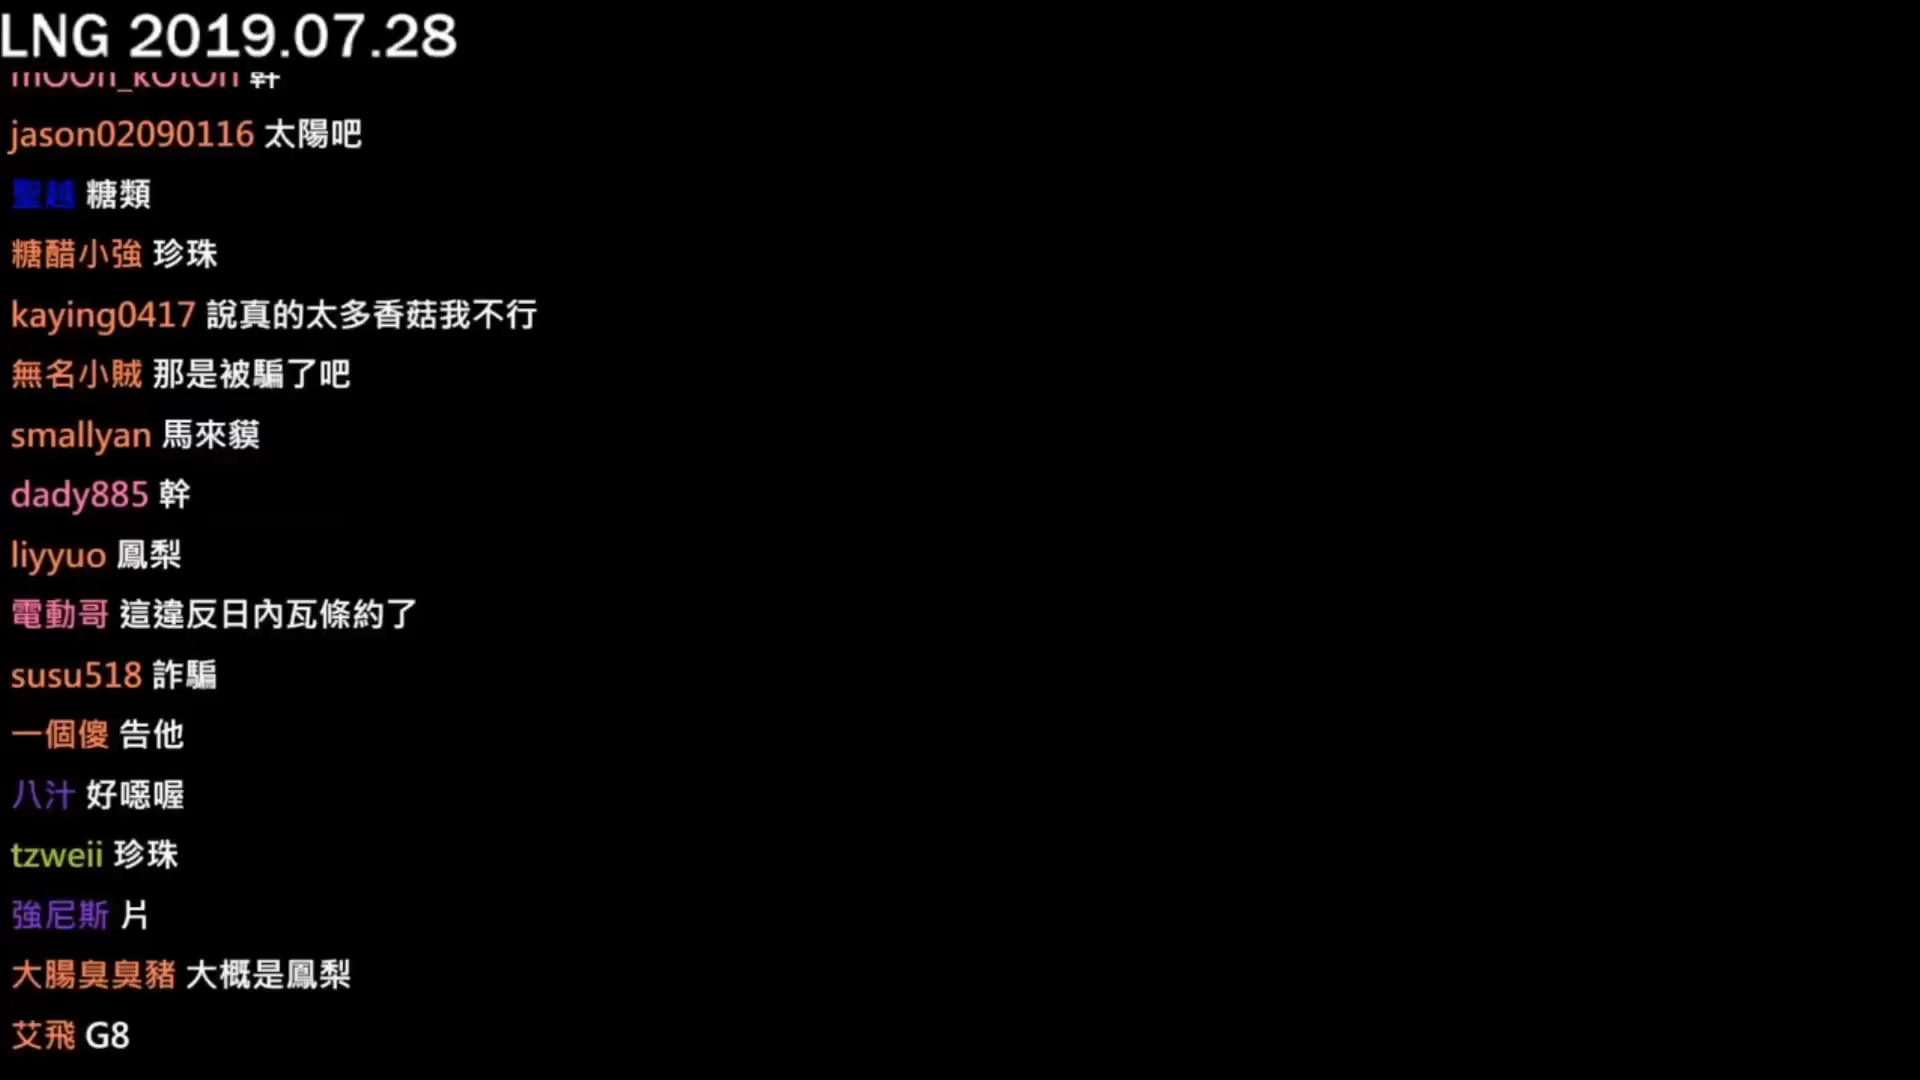 LNG 2019.07.28
幹
jason02090116 太陽吧
聖越 糖類
糖醋小強 珍珠
kaying0417 說真的太多香菇我不行
無名小賊 那是被騙了吧
smallyan 馬來貘
dady885 幹
liyyuo 鳳梨
電動哥 這違反日內瓦條約了
susu518 詐騙
一個傻 告他
八汁 好噁喔
tzweii 珍珠
強尼斯 片
大腸臭臭豬 大概是鳳梨
艾飛 G8